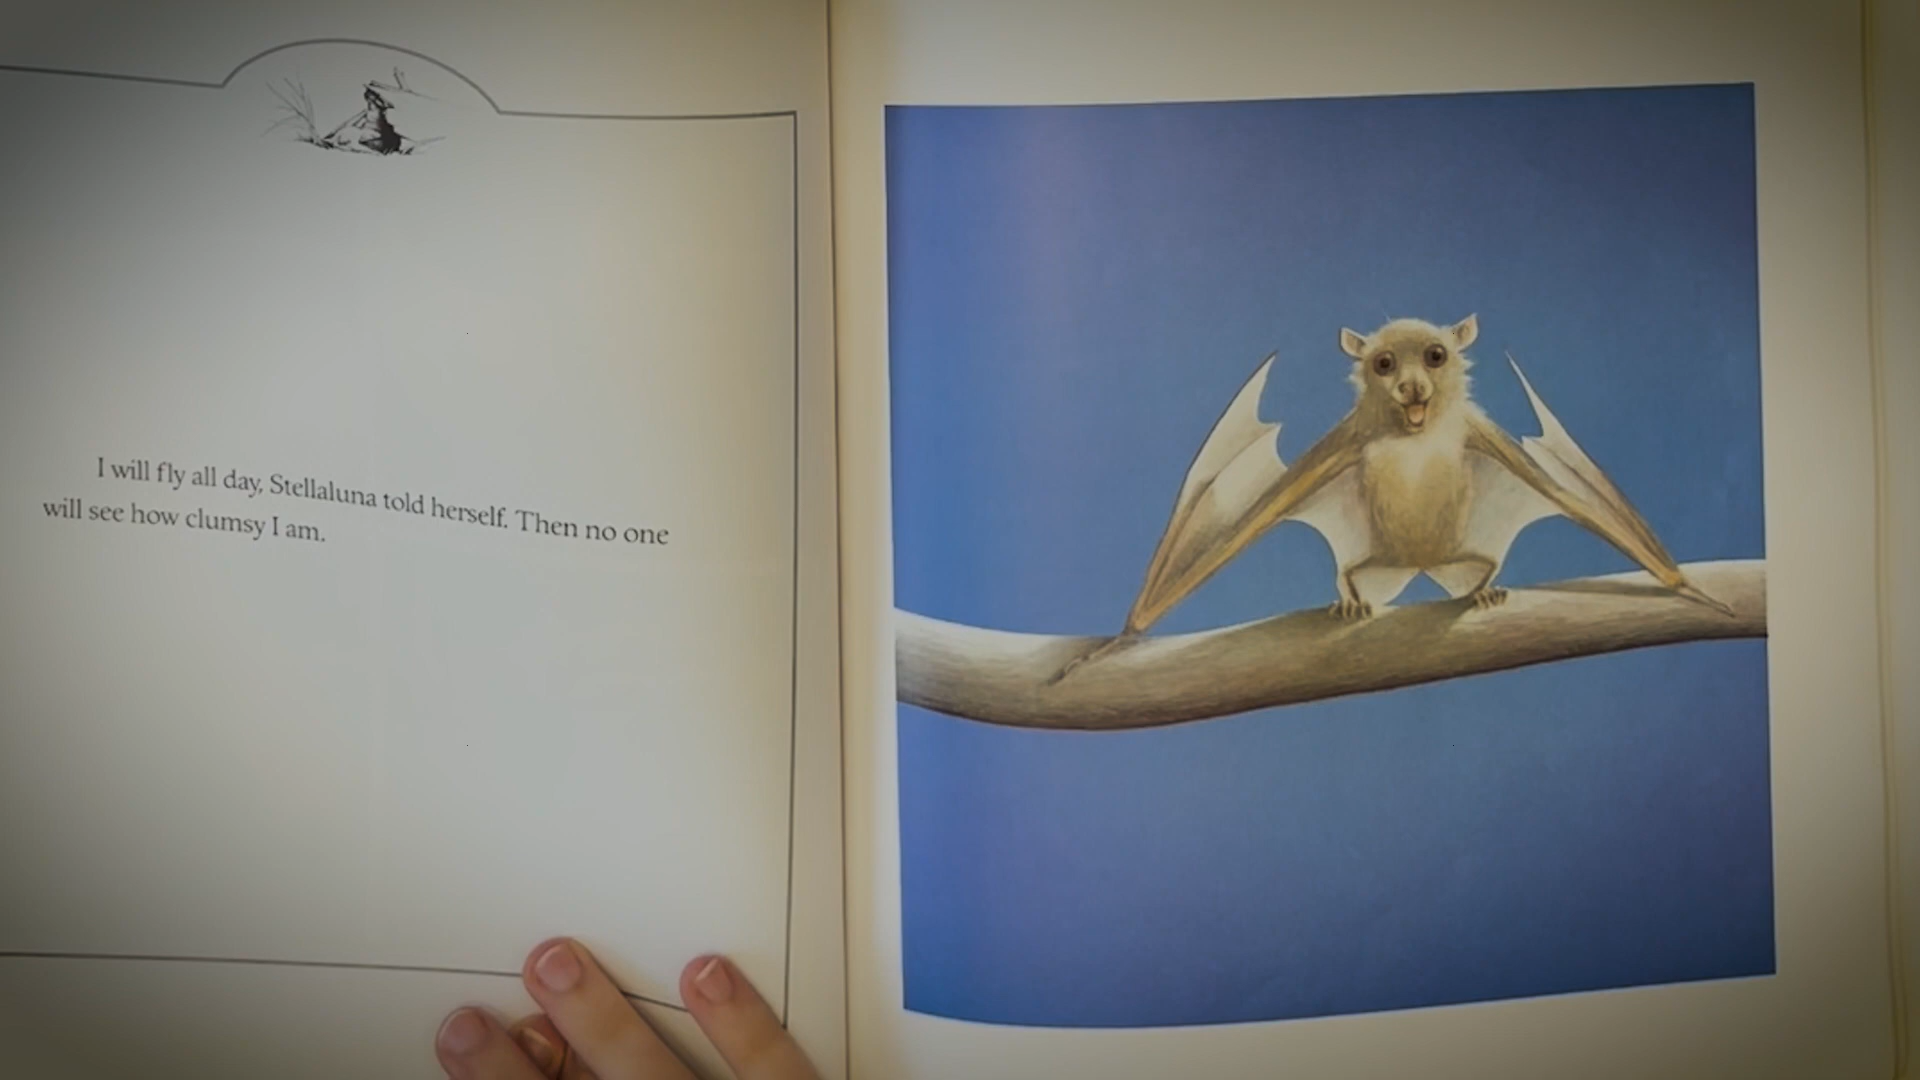 I will fly all day, Stellaluna told herself. Then no one
will see how clumsy I am.